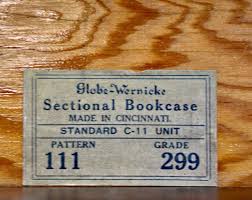 Globe-Wernicke
Sectional Bookcase
MADE IN CINCINNATI
STANDARD C-11 UNIT
PATTERN GRADE
111 299